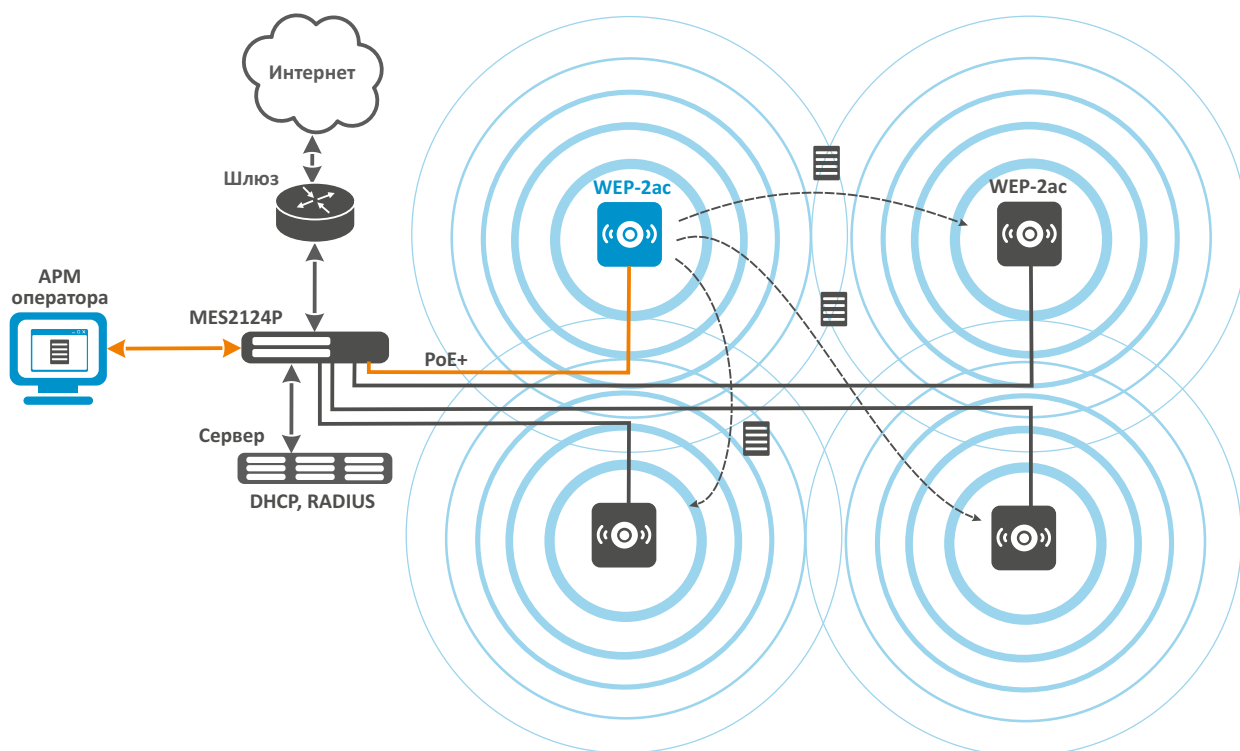 Интернет
Шлюз
WEP-2ac
WEP-2ac
АРМ
оператора
MES2124P
PoE+
Сервер
DHCP, RADIUS